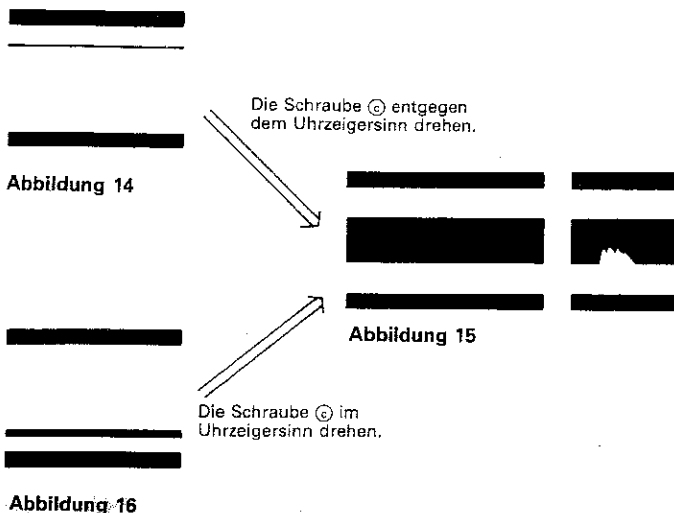 Die Schraube ⓒ entgegen
dem Uhrzeigersinn drehen.
Abbildung 14
Abbildung 15
Die Schraube ⓒ im
Uhrzeigersinn drehen.
Abbildung 16